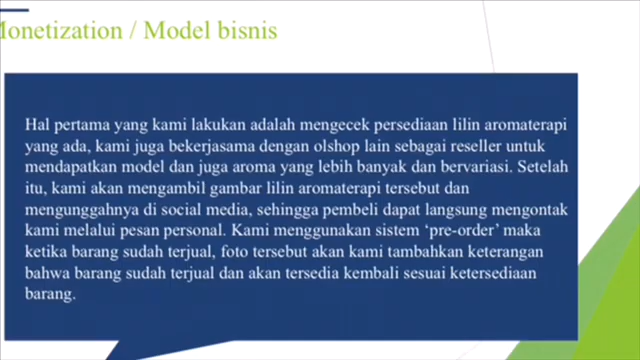 Monetization / Model bisnis
Hal pertama yang kami lakukan adalah mengecek persediaan lilin aromaterapi
yang ada, kami juga bekerjasama dengan olshop lain sebagai reseller untuk
mendapatkan model dan juga aroma yang lebih banyak dan bervariasi. Setelah
itu, kami akan mengambil gambar lilin aromaterapi tersebut dan
mengunggahnya di social media, sehingga pembeli dapat langsung mengontak
kami melalui pesan personal. Kami menggunakan sistem ‘pre-order’ maka
ketika barang sudah terjual, foto tersebut akan kami tambahkan keterangan
bahwa barang sudah terjual dan akan tersedia kembali sesuai ketersediaan
barang.